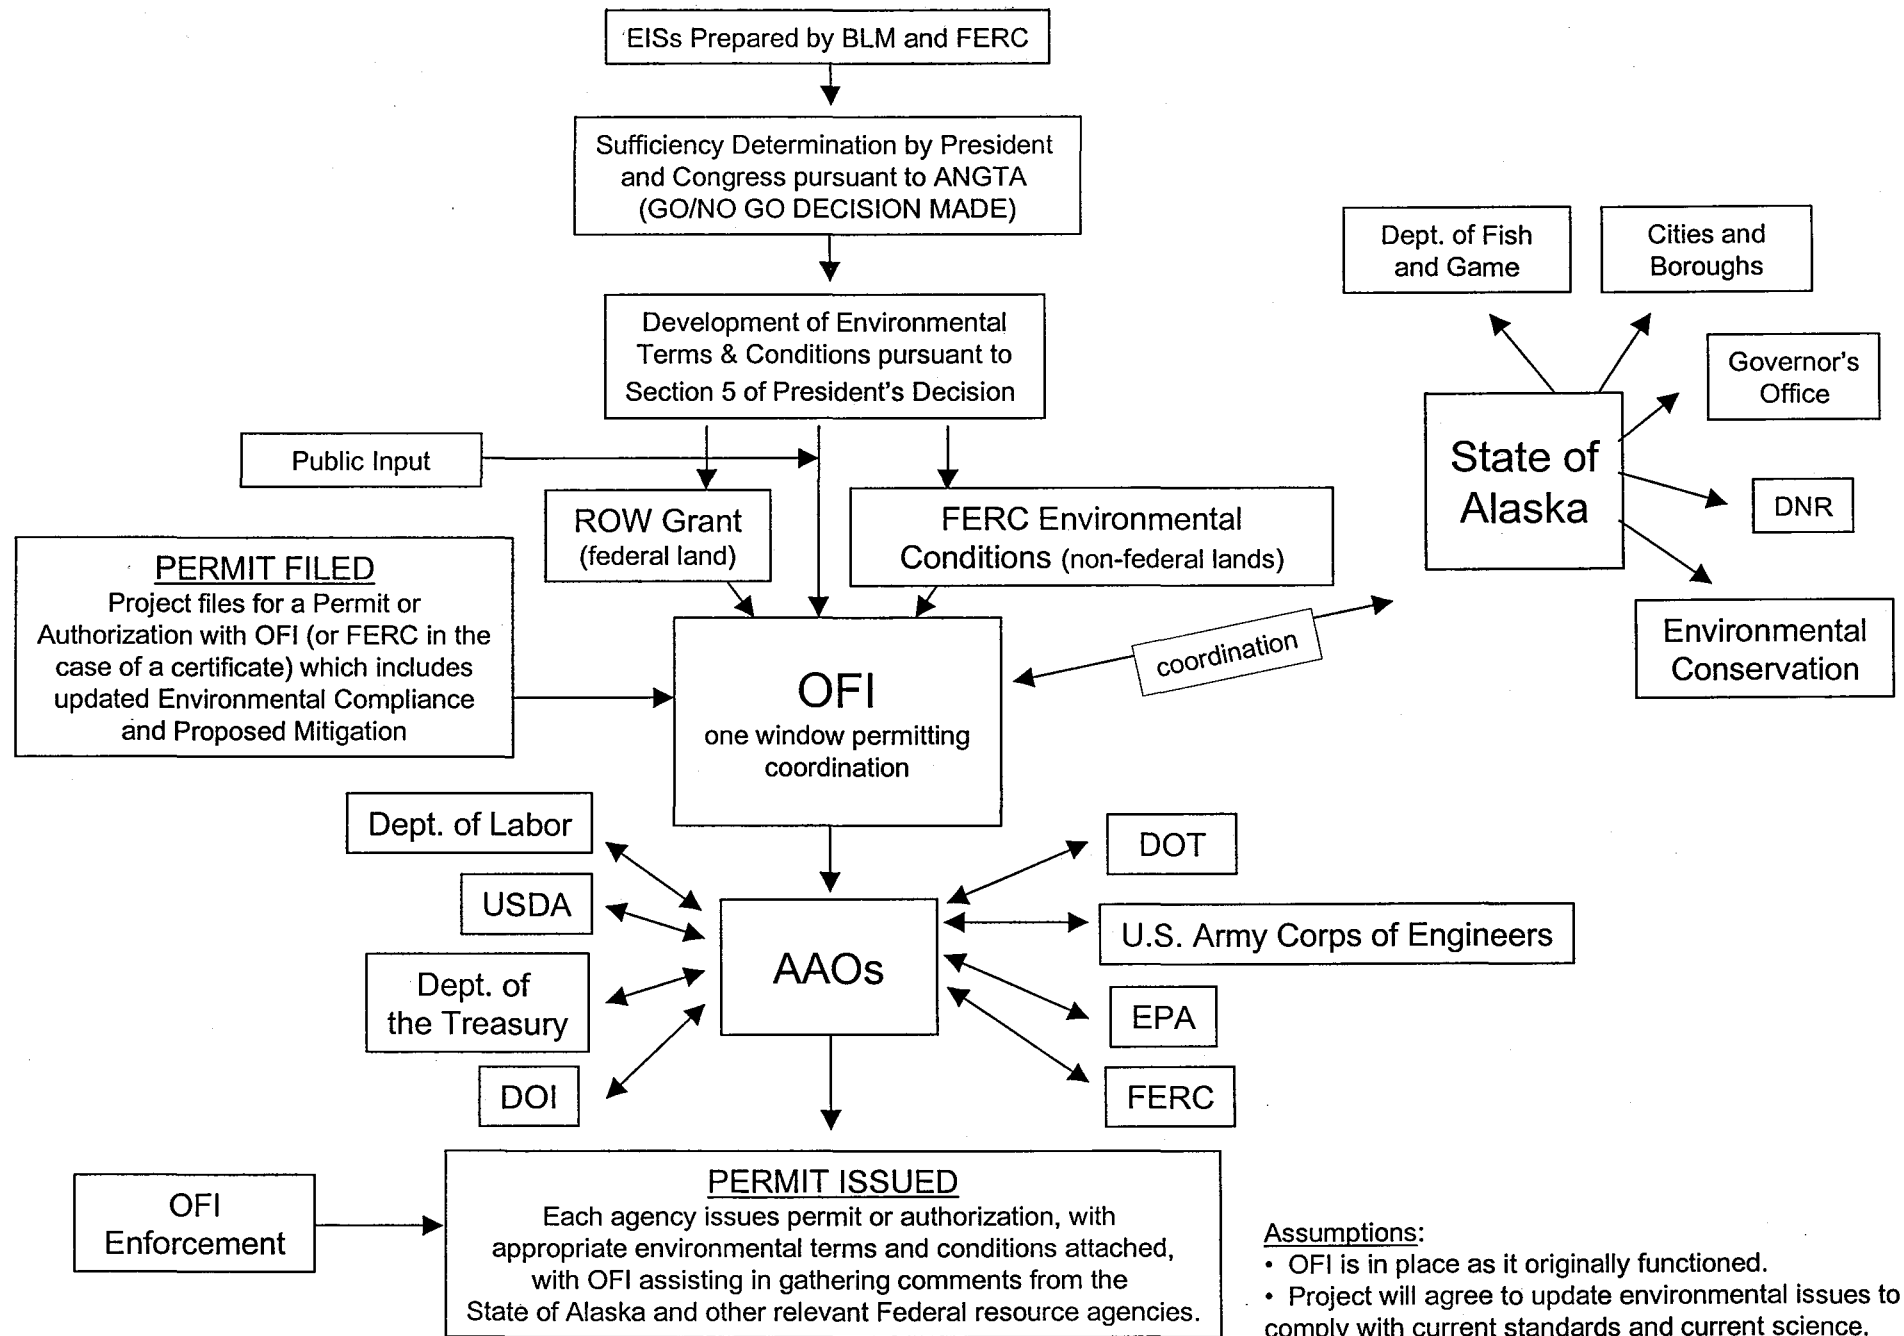 EISs Prepared by BLM and FERC
Sufficiency Determination by President
and Congress pursuant to ANGTA
(GO/NO GO DECISION MADE)
Development of Environmental
Terms & Conditions pursuant to
Section 5 of President's Decision
Public Input
ROW Grant
(federal land)
FERC Environmental
Conditions (non-federal lands)
PERMIT FILED
Project files for a Permit or
Authorization with OFI (or FERC in the
case of a certificate) which includes
updated Environmental Compliance
and Proposed Mitigation
OFI
one window permitting
coordination
coordination
Dept. of Fish
and Game
Cities and
Boroughs
Governor's
Office
State of
Alaska
DNR
Environmental
Conservation
Dept. of Labor
USDA
Dept. of
the Treasury
DOI
AAOs
DOT
U.S. Army Corps of Engineers
EPA
FERC
OFI
Enforcement
PERMIT ISSUED
Each agency issues permit or authorization, with
appropriate environmental terms and conditions attached,
with OFI assisting in gathering comments from the
State of Alaska and other relevant Federal resource agencies.
Assumptions:
• OFI is in place as it originally functioned.
• Project will agree to update environmental issues to
comply with current standards and current science.